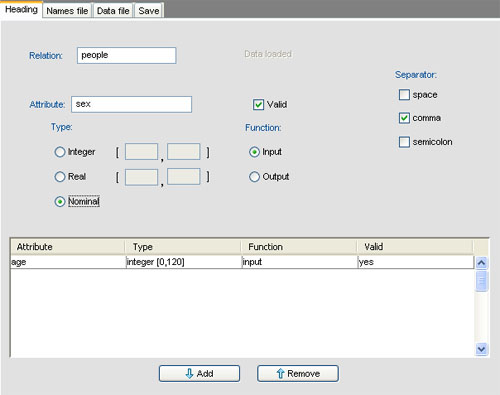 Heading Names file Data file Save
Relation: people Data loaded
Separator:
space
Attribute: sex Valid
comma
Type: Function:
semicolon
Integer [ , ] Input
Real [ , ] Output
Nominal
Attribute Type Function Valid
age integer [0,120] input yes
Add Remove